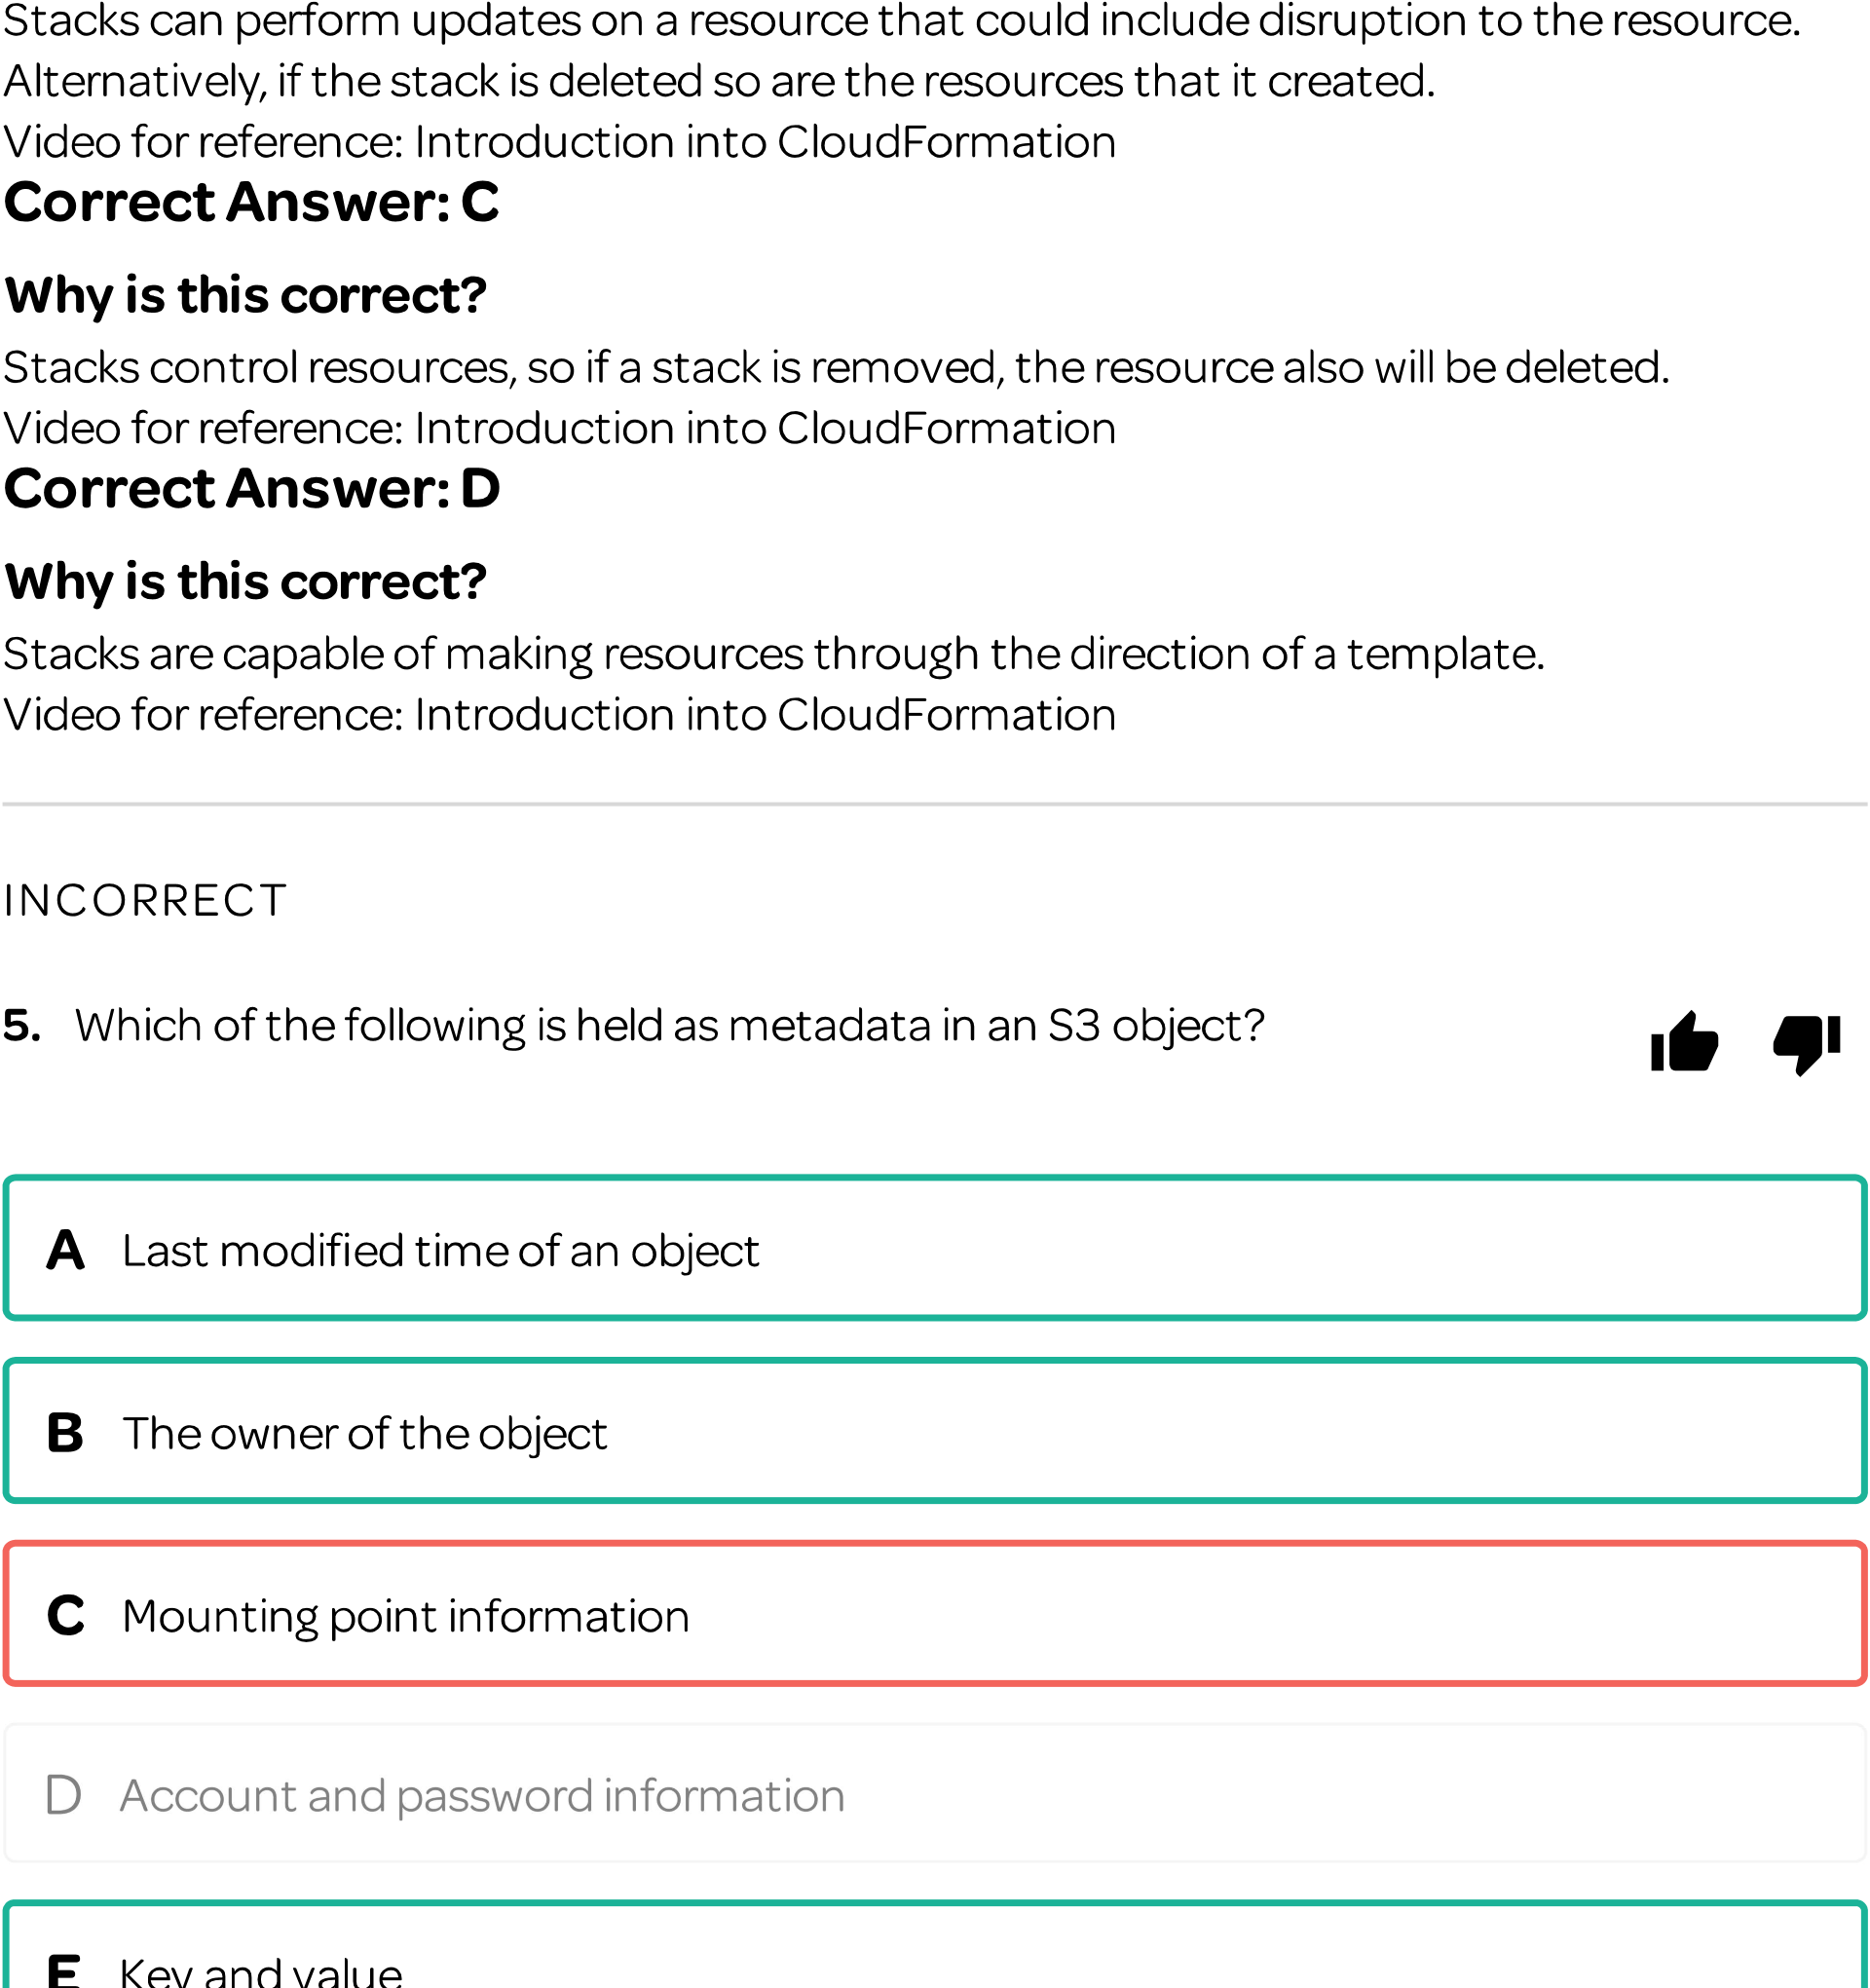 Stacks can perform updates on a resource that could include disruption to the resource.
Alternatively, if the stack is deleted so are the resources that it created.
Video for reference: Introduction into CloudFormation
Correct Answer: C
Why is this correct?
Stacks control resources, so if a stack is removed, the resource also will be deleted.
Video for reference: Introduction into CloudFormation
Correct Answer: D
Why is this correct?
Stacks are capable of making resources through the direction of a template.
Video for reference: Introduction into CloudFormation
INCORRECT
5. Which of the following is held as metadata in an S3 object?
A Last modified time of an object
B The owner of the object
C Mounting point information
D Account and password information
E Key and value